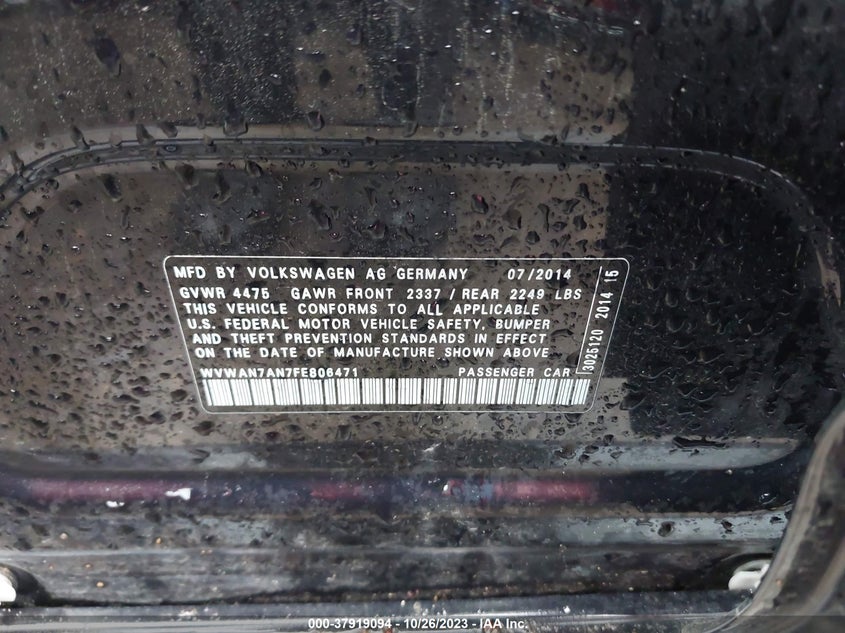 MFD BY VOLKSWAGEN AG GERMANY 07/2014
GVWR 4475 GAWR FRONT 2337 / REAR 2249 LBS
THIS VEHICLE CONFORMS TO ALL APPLICABLE
U.S. FEDERAL MOTOR VEHICLE SAFETY, BUMPER
AND THEFT PREVENTION STANDARDS IN EFFECT
ON THE DATE OF MANUFACTURE SHOWN ABOVE
WVWAN7AN7FE806471 PASSENGER CAR
3025120 2014 15
000-37919094 - 10/26/2023 - IAA Inc.